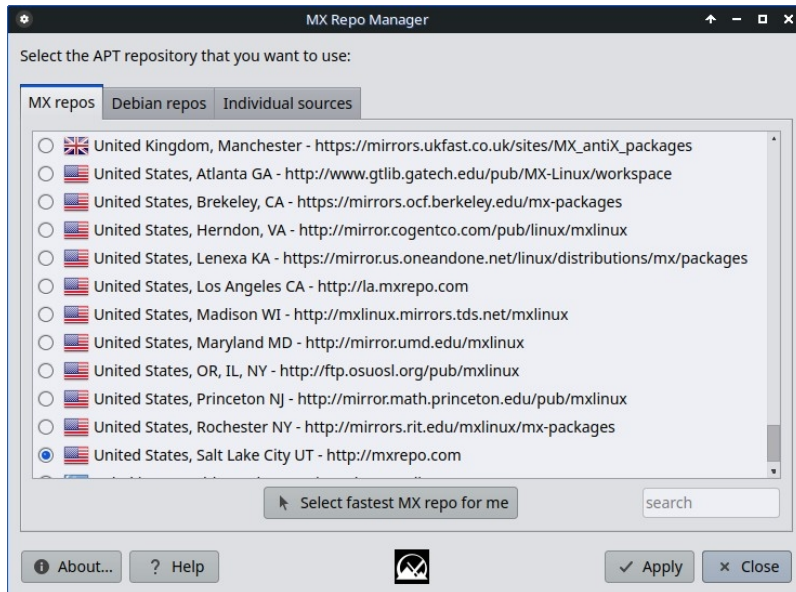 MX Repo Manager
Select the APT repository that you want to use:
MX repos Debian repos Individual sources
United Kingdom, Manchester - https://mirrors.ukfast.co.uk/sites/MX_antiX_packages
United States, Atlanta GA - http://www.gtlib.gatech.edu/pub/MX-Linux/workspace
United States, Brekeley, CA - https://mirrors.ocf.berkeley.edu/mx-packages
United States, Herndon, VA - http://mirror.cogentco.com/pub/linux/mxlinux
United States, Lenexa KA - https://mirror.us.oneandone.net/linux/distributions/mx/packages
United States, Los Angeles CA - http://la.mxrepo.com
United States, Madison WI - http://mxlinux.mirrors.tds.net/mxlinux
United States, Maryland MD - http://mirror.umd.edu/mxlinux
United States, OR, IL, NY - http://ftp.osuosl.org/pub/mxlinux
United States, Princeton NJ - http://mirror.math.princeton.edu/pub/mxlinux
United States, Rochester NY - http://mirrors.rit.edu/mxlinux/mx-packages
United States, Salt Lake City UT - http://mxrepo.com
Select fastest MX repo for me search
About... ? Help Apply Close